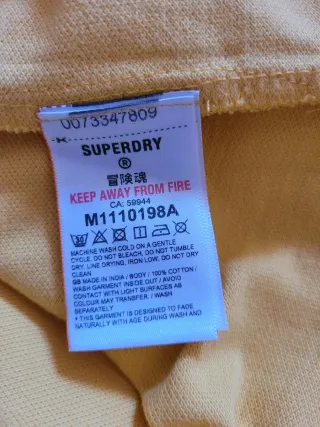 0073347809
SUPERDRY
®
冒険魂
KEEP AWAY FROM FIRE
CA: 59944
M1110198A
30
MACHINE WASH COLD ON A GENTLE
CYCLE. DO NOT BLEACH, DO NOT TUMBLE
DRY. LINE DRYING, IRON LOW, DO NOT DRY
CLEAN
GB MADE IN INDIA / BODY / 100% COTTON /
WASH GARMENT INSIDE OUT / AVOID
CONTACT WITH LIGHT SURFACES AS
COLOUR MAY TRANSFER. / WASH
SEPARATELY
* THIS GARMENT IS DESIGNED TO FADE
NATURALLY WITH AGE DURING WASH AND